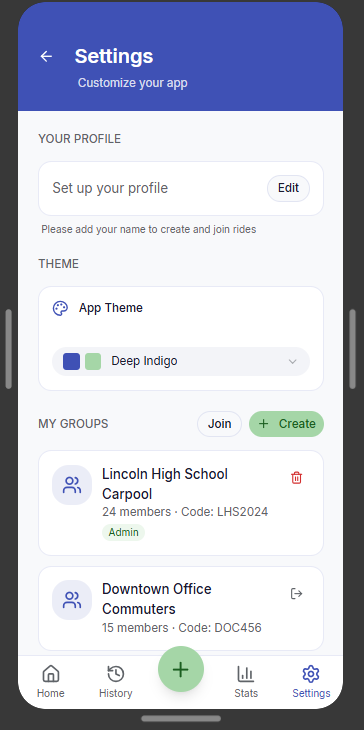 Settings
Customize your app
YOUR PROFILE
Set up your profile
Edit
Please add your name to create and join rides
THEME
App Theme
Deep Indigo
MY GROUPS
Join
+ Create
Lincoln High School
Carpool
24 members · Code: LHS2024
Admin
Downtown Office
Commuters
15 members · Code: DOC456
Home
History
Stats
Settings